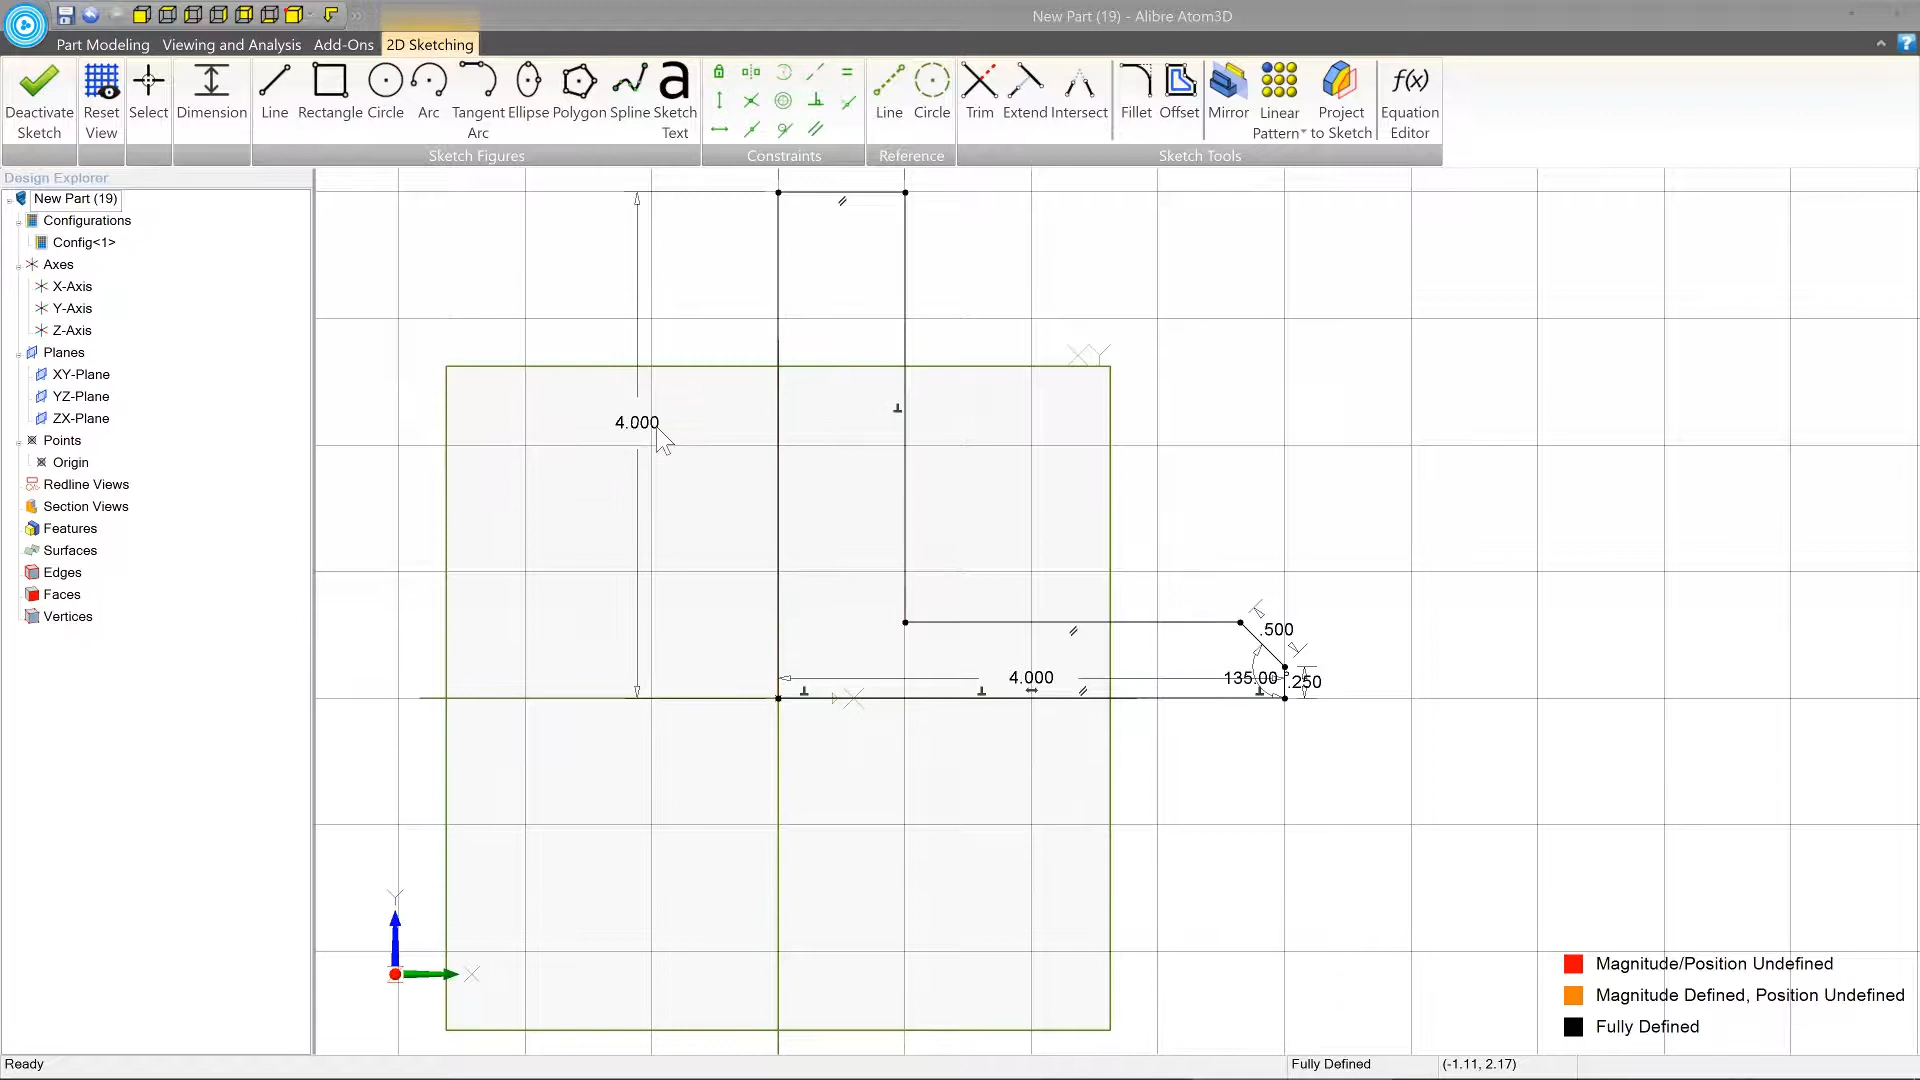 New Part (19) - Alibre Atom3D
Part Modeling
Viewing and Analysis
Add-Ons
2D Sketching
Deactivate Sketch
Reset View
Select
Dimension
Line
Rectangle
Circle
Arc
Tangent Arc
Ellipse
Polygon
Spline
Sketch Text
Line
Circle
Trim
Extend
Intersect
Fillet
Offset
Mirror
Linear Pattern
Project to Sketch
f(x)
Equation Editor
Sketch Figures
Constraints
Reference
Sketch Tools
Design Explorer
New Part (19)
Configurations
Config<1>
Axes
X-Axis
Y-Axis
Z-Axis
Planes
XY-Plane
YZ-Plane
ZX-Plane
Points
Origin
Redline Views
Section Views
Features
Surfaces
Edges
Faces
Vertices
4.000
.500
4.000
135.00 °
.250
Y
X
Magnitude/Position Undefined
Magnitude Defined, Position Undefined
Fully Defined
Ready
Fully Defined
(-1.11, 2.17)